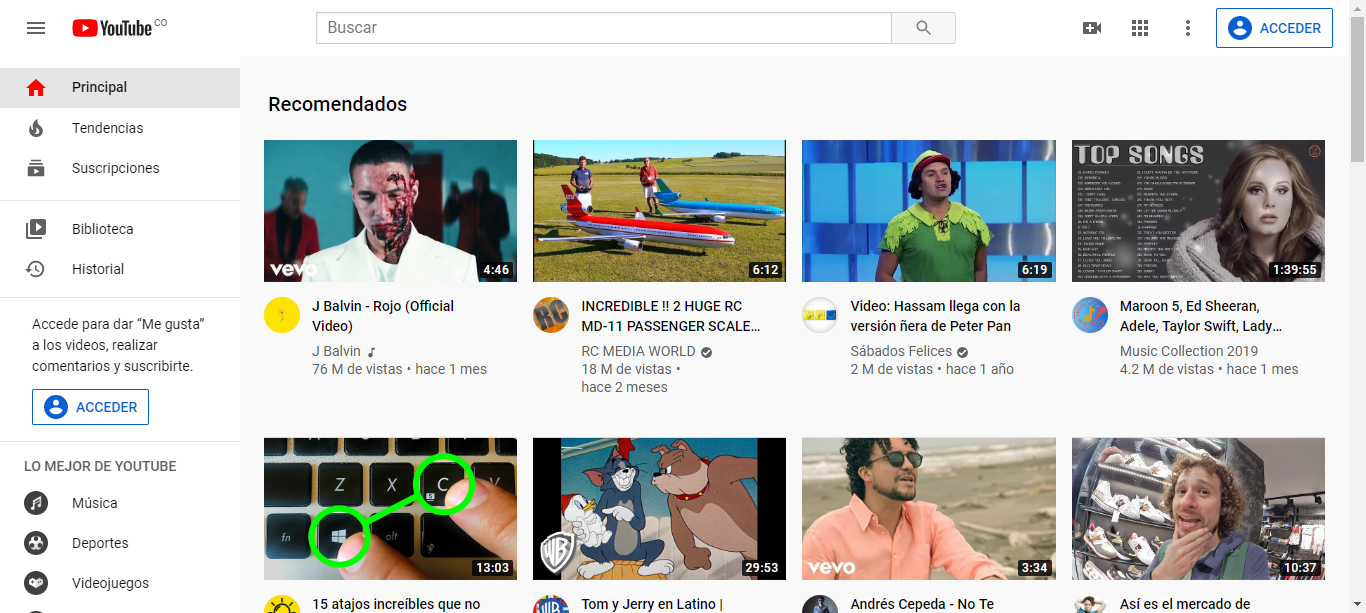 YouTube CO
Buscar
ACCEDER
Principal
Tendencias
Suscripciones
Biblioteca
Historial
Accede para dar “Me gusta”
a los videos, realizar
comentarios y suscribirte.
ACCEDER
LO MEJOR DE YOUTUBE
Música
Deportes
Videojuegos
Recomendados
vevo
4:46
J Balvin - Rojo (Official
Video)
J Balvin
76 M de vistas • hace 1 mes
6:12
RC
INCREDIBLE !! 2 HUGE RC
MD-11 PASSENGER SCALE...
RC MEDIA WORLD
18 M de vistas •
hace 2 meses
6:19
Video: Hassam llega con la
versión ñera de Peter Pan
Sábados Felices
2 M de vistas • hace 1 año
TOP SONGS
1:39:55
Maroon 5, Ed Sheeran,
Adele, Taylor Swift, Lady...
Music Collection 2019
4.2 M de vistas • hace 1 mes
Z X C V
S
fn alt
13:03
15 atajos increíbles que no
WB
29:53
WB
Tom y Jerry en Latino |
vevo
3:34
Andrés Cepeda - No Te
10:37
Así es el mercado de